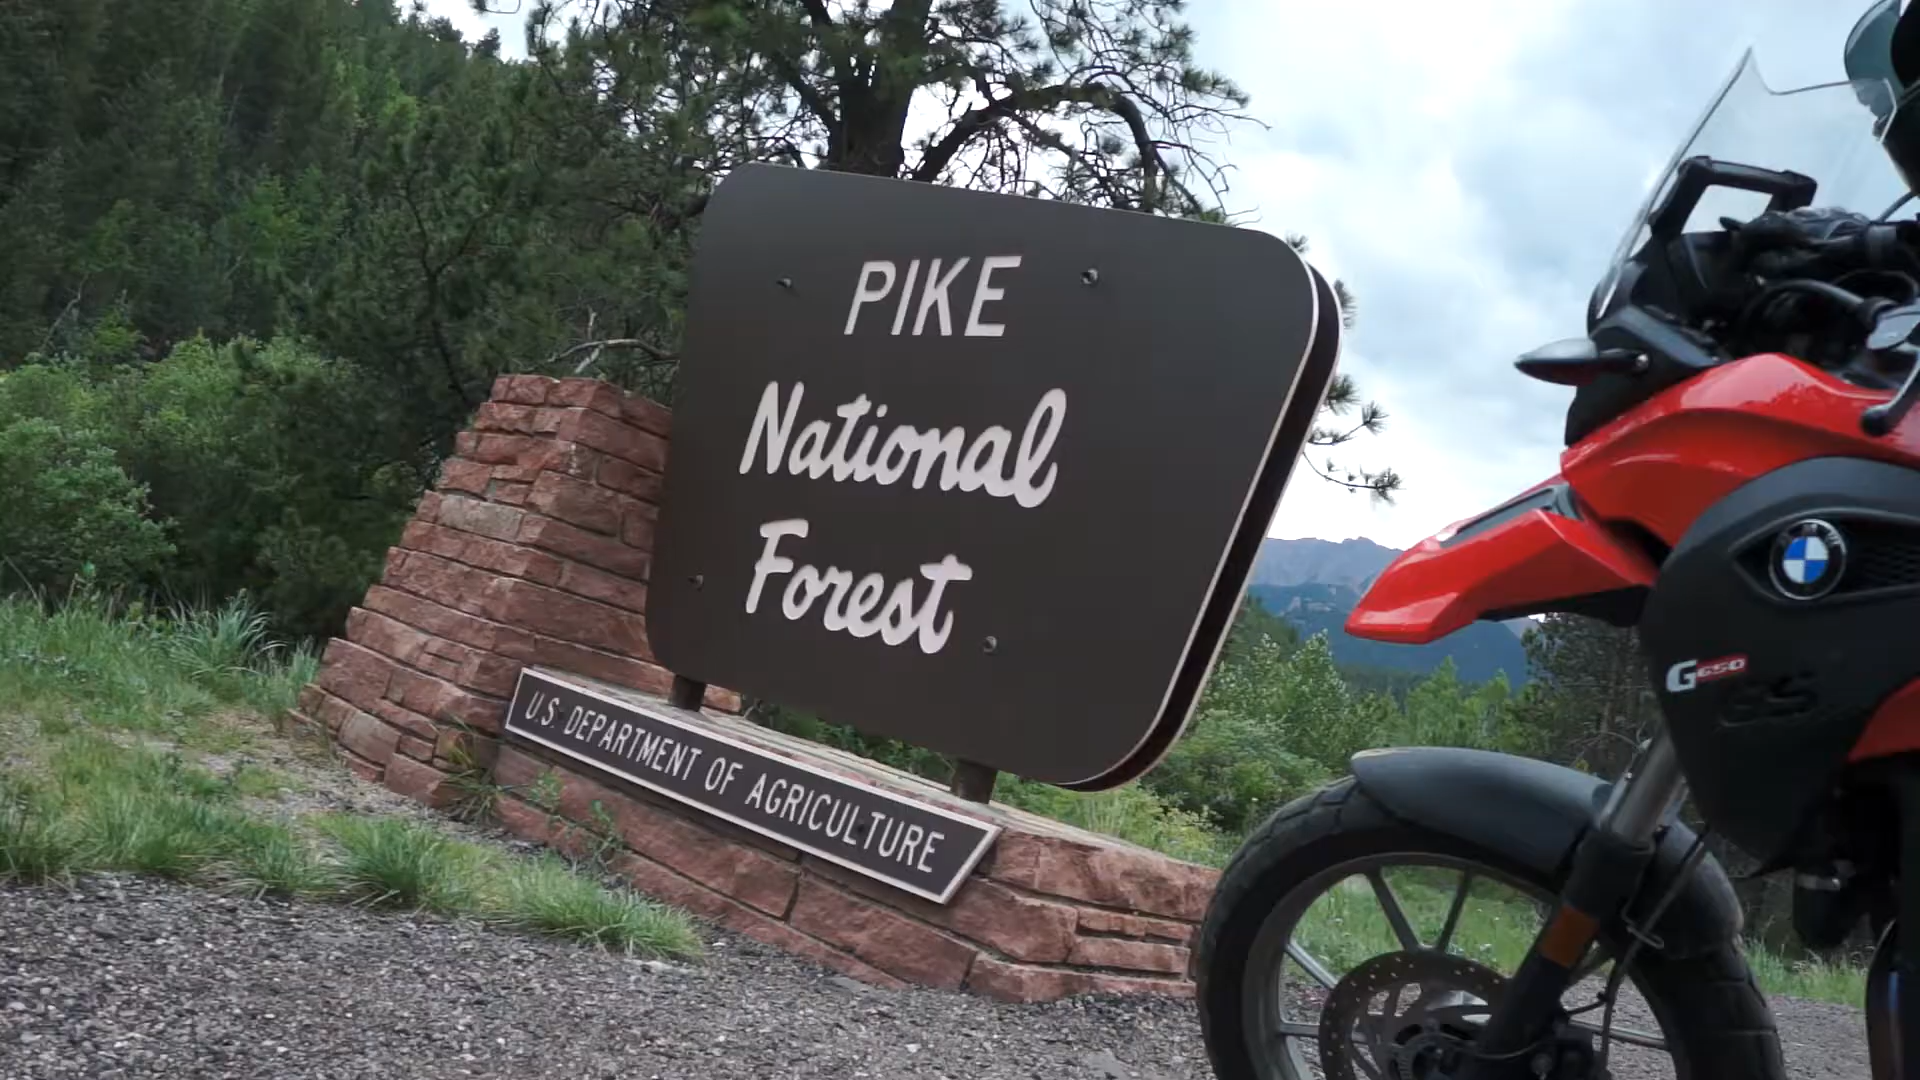 PIKE
National
Forest
U.S. DEPARTMENT OF AGRICULTURE
G650
GS